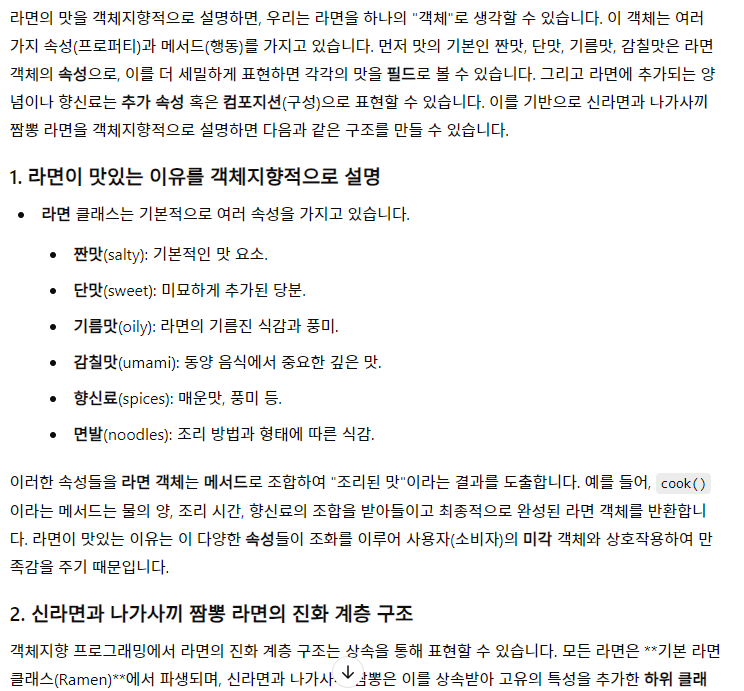 라면의 맛을 객체지향적으로 설명하면, 우리는 라면을 하나의 "객체"로 생각할 수 있습니다. 이 객체는 여러
가지 속성(프로퍼티)과 메서드(행동)를 가지고 있습니다. 먼저 맛의 기본인 짠맛, 단맛, 기름맛, 감칠맛은 라면
객체의 속성으로, 이를 더 세밀하게 표현하면 각각의 맛을 필드로 볼 수 있습니다. 그리고 라면에 추가되는 양
념이나 향신료는 추가 속성 혹은 컴포지션(구성)으로 표현할 수 있습니다. 이를 기반으로 신라면과 나가사끼
짬뽕 라면을 객체지향적으로 설명하면 다음과 같은 구조를 만들 수 있습니다.
1. 라면이 맛있는 이유를 객체지향적으로 설명
• 라면 클래스는 기본적으로 여러 속성을 가지고 있습니다.
• 짠맛(salty): 기본적인 맛 요소.
• 단맛(sweet): 미묘하게 추가된 당분.
• 기름맛(oily): 라면의 기름진 식감과 풍미.
• 감칠맛(umami): 동양 음식에서 중요한 깊은 맛.
• 향신료(spices): 매운맛, 풍미 등.
• 면발(noodles): 조리 방법과 형태에 따른 식감.
이러한 속성들을 라면 객체는 메서드로 조합하여 "조리된 맛"이라는 결과를 도출합니다. 예를 들어, cook()
이라는 메서드는 물의 양, 조리 시간, 향신료의 조합을 받아들이고 최종적으로 완성된 라면 객체를 반환합니
다. 라면이 맛있는 이유는 이 다양한 속성들이 조화를 이루어 사용자(소비자)의 미각 객체와 상호작용하여 만
족감을 주기 때문입니다.
2. 신라면과 나가사끼 짬뽕 라면의 진화 계층 구조
객체지향 프로그래밍에서 라면의 진화 계층 구조는 상속을 통해 표현할 수 있습니다. 모든 라면은 **기본 라면
클래스(Ramen)**에서 파생되며, 신라면과 나가사 짬뽕은 이를 상속받아 고유의 특성을 추가한 하위 클래